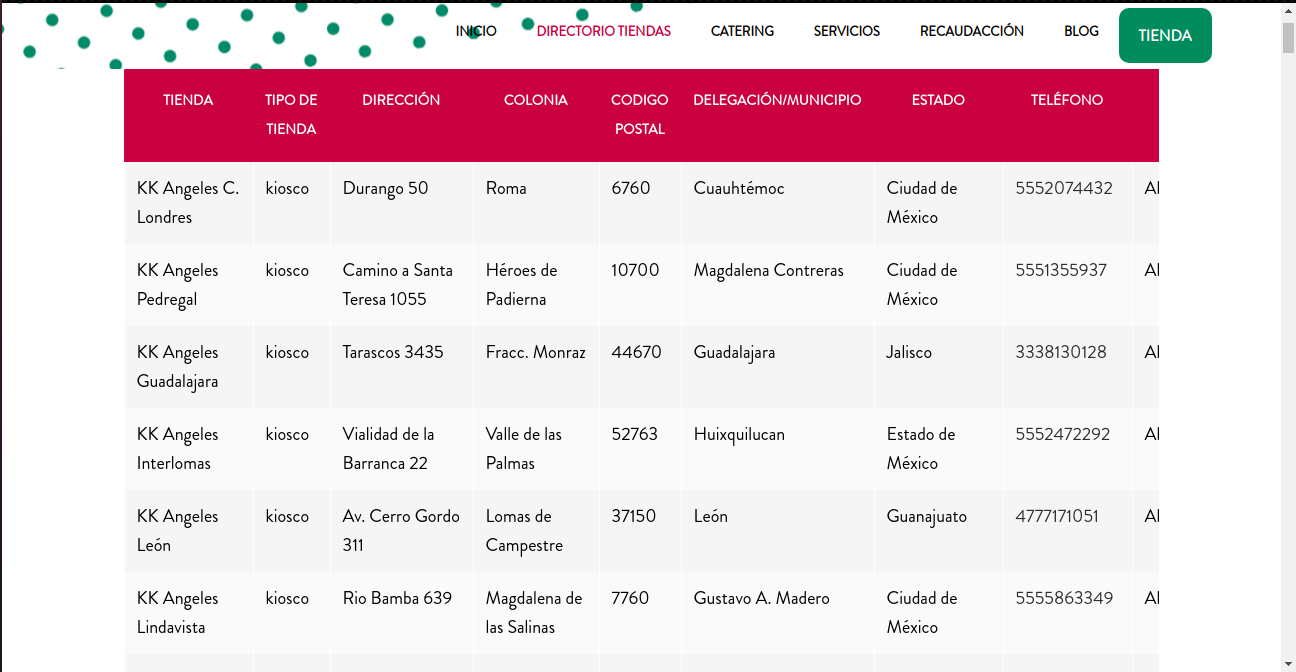 INICIO DIRECTORIO TIENDAS CATERING SERVICIOS RECAUDACCIÓN BLOG TIENDA
TIENDA TIPO DE TIENDA DIRECCIÓN COLONIA CODIGO POSTAL DELEGACIÓN/MUNICIPIO ESTADO TELÉFONO
KK Angeles C. Londres kiosco Durango 50 Roma 6760 Cuauhtémoc Ciudad de México 5552074432
KK Angeles Pedregal kiosco Camino a Santa Teresa 1055 Héroes de Padierna 10700 Magdalena Contreras Ciudad de México 5551355937
KK Angeles Guadalajara kiosco Tarascos 3435 Fracc. Monraz 44670 Guadalajara Jalisco 3338130128
KK Angeles Interlomas kiosco Vialidad de la Barranca 22 Valle de las Palmas 52763 Huixquilucan Estado de México 5552472292
KK Angeles León kiosco Av. Cerro Gordo 311 Lomas de Campestre 37150 León Guanajuato 4777171051
KK Angeles Lindavista kiosco Rio Bamba 639 Magdalena de las Salinas 7760 Gustavo A. Madero Ciudad de México 5555863349